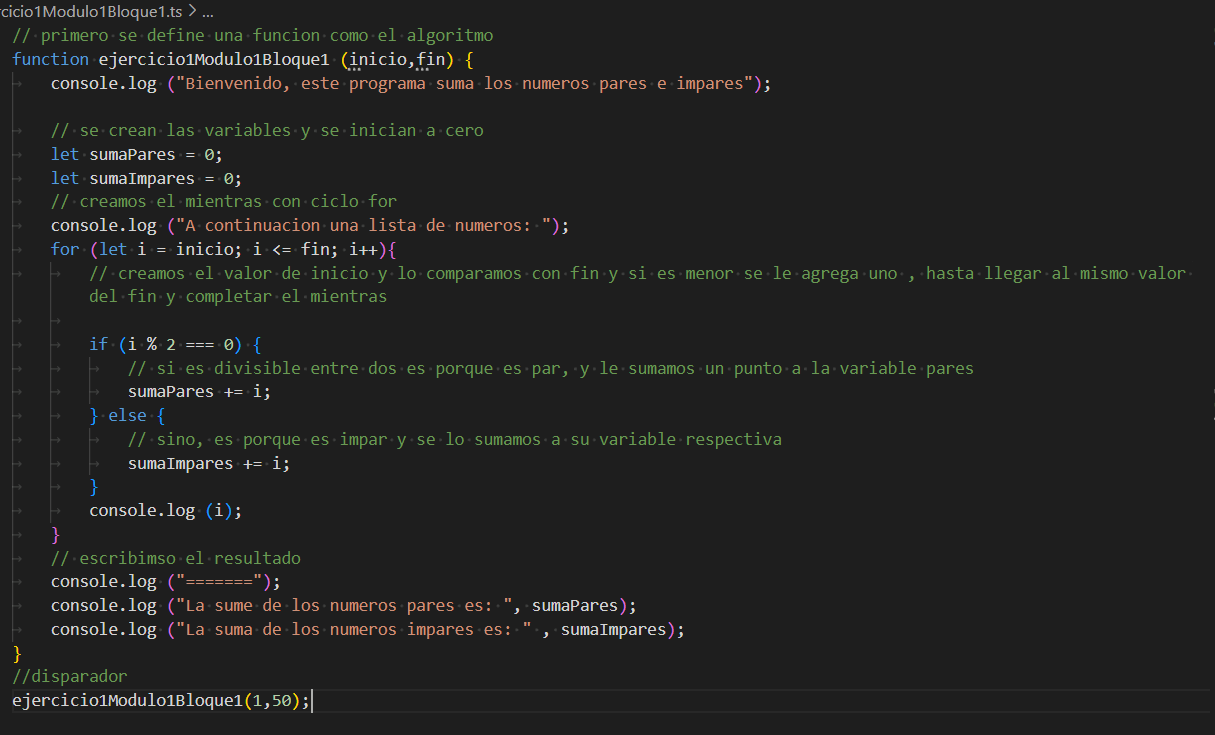 rcicio1Modulo1Bloque1.ts > ...
// primero se define una funcion como el algoritmo
function ejercicio1Modulo1Bloque1 (inicio,fin) {
console.log ("Bienvenido, este programa suma los numeros pares e impares");
// se crean las variables y se inician a cero
let sumaPares = 0;
let sumaImpares = 0;
// creamos el mientras con ciclo for
console.log ("A continuacion una lista de numeros: ");
for (let i = inicio; i <= fin; i++){
// creamos el valor de inicio y lo comparamos con fin y si es menor se le agrega uno , hasta llegar al mismo valor
del fin y completar el mientras
if (i % 2 === 0) {
// si es divisible entre dos es porque es par, y le sumamos un punto a la variable pares
sumaPares += i;
} else {
// sino, es porque es impar y se lo sumamos a su variable respectiva
sumaImpares += i;
}
console.log (i);
}
// escribimso el resultado
console.log ("=======");
console.log ("La sume de los numeros pares es: ", sumaPares);
console.log ("La suma de los numeros impares es: " , sumaImpares);
}
//disparador
ejercicio1Modulo1Bloque1(1,50);